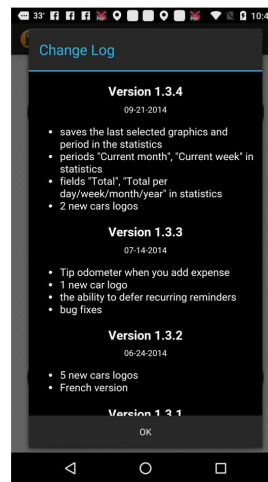 33°
10:4
Change Log
Version 1.3.4
09-21-2014
• saves the last selected graphics and
period in the statistics
• periods "Current month", "Current week" in
statistics
• fields "Total", "Total per
day/week/month/year" in statistics
• 2 new cars logos
Version 1.3.3
07-14-2014
• Tip odometer when you add expense
• 1 new car logo
• the ability to defer recurring reminders
• bug fixes
Version 1.3.2
06-24-2014
• 5 new cars logos
• French version
Version 1.3.1
OK